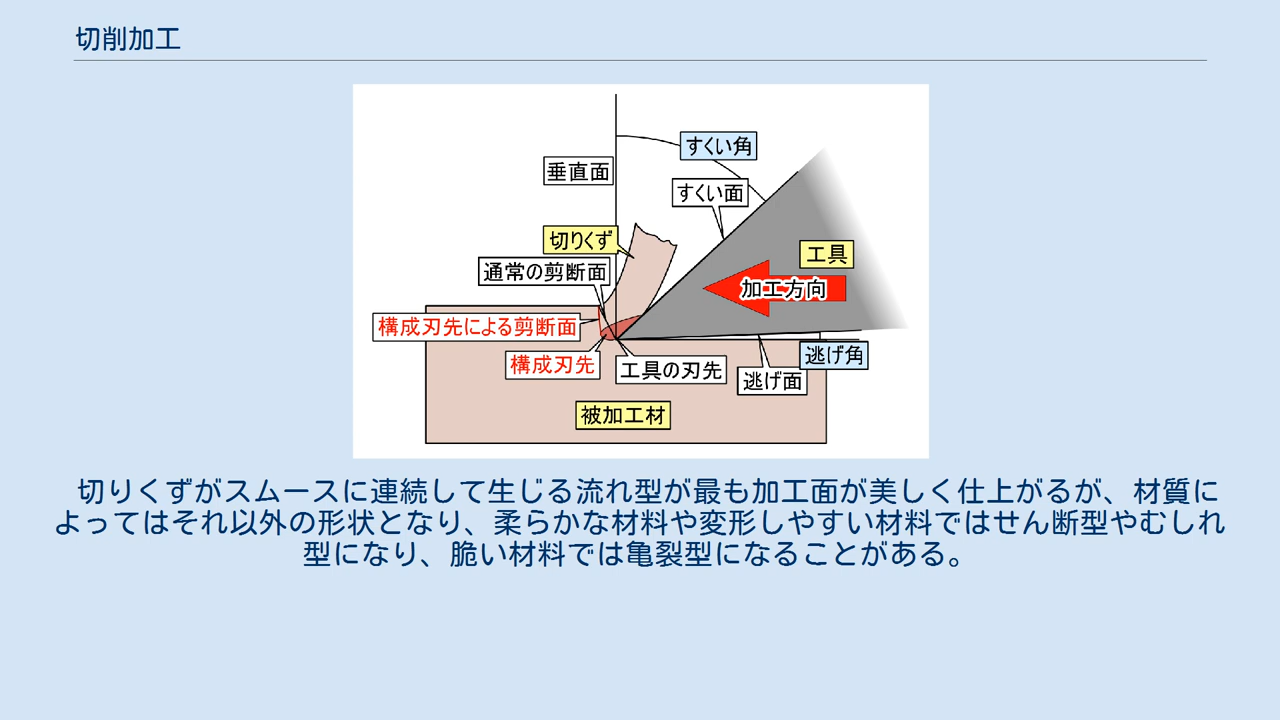 切削加工
すくい角
垂直面
すくい面
切りくず
工具
通常の剪断面
加工方向
構成刃先による剪断面
逃げ角
構成刃先
工具の刃先
逃げ面
被加工材
切りくずがスムースに連続して生じる流れ型が最も加工面が美しく仕上がるが、材質に
よってはそれ以外の形状となり、柔らかな材料や変形しやすい材料ではせん断型やむしれ
型になり、脆い材料では亀裂型になることがある。